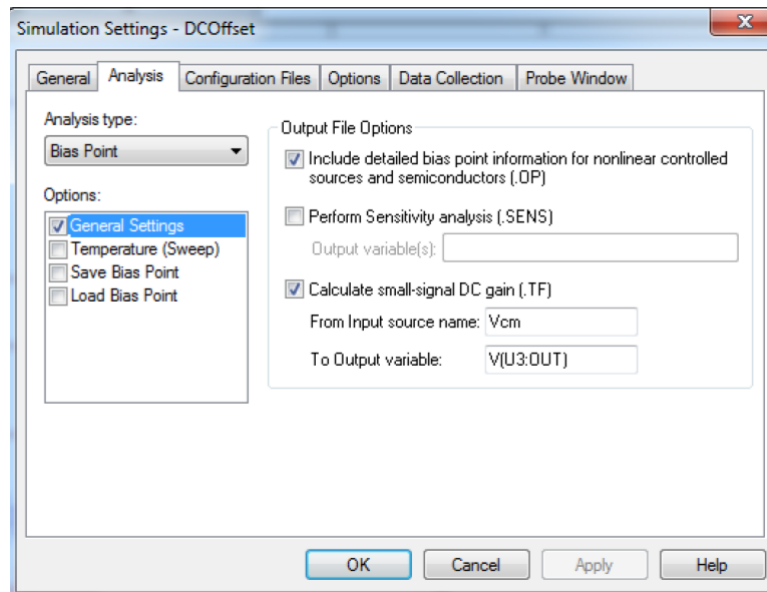 Simulation Settings - DCOffset
General
Analysis
Configuration Files
Options
Data Collection
Probe Window
Analysis type:
Bias Point
Options:
General Settings
Temperature (Sweep)
Save Bias Point
Load Bias Point
Output File Options
Include detailed bias point information for nonlinear controlled
sources and semiconductors (.OP)
Perform Sensitivity analysis (.SENS)
Output variable(s):
Calculate small-signal DC gain (.TF)
From Input source name: Vcm
To Output variable: V(U3:OUT)
OK
Cancel
Apply
Help